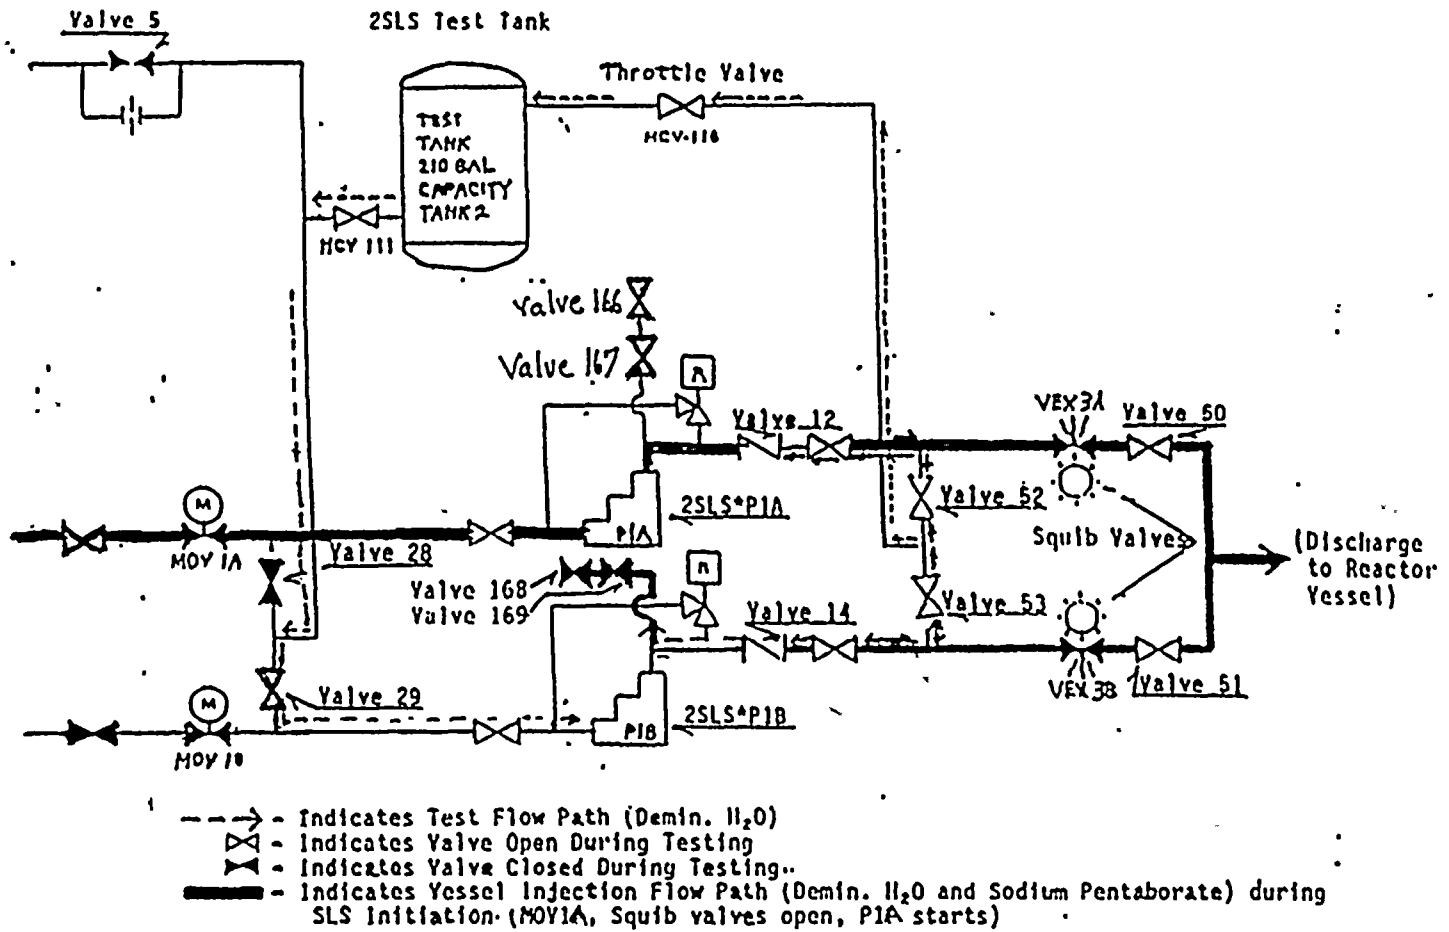 Valve 5
2SLS Test Tank
Throttle Valve
HCV-116
TEST
TANK
210 GAL
CAPACITY
TANK 2
HCV 111
Valve 166
Valve 167
R
Valve 12
VEX3A
Valve 50
M
MOV 1A
Valve 28
P1A
2SLS*P1A
Valve 52
Squib Valves
(Discharge
to Reactor
Vessel)
Valve 168
Valve 169
R
Valve 14
Valve 53
M
MOV 1B
Valve 29
P1B
2SLS*P1B
VEX3B
Valve 51
- Indicates Test Flow Path (Demin. H₂O)
- Indicates Valve Open During Testing
- Indicates Valve Closed During Testing
- Indicates Vessel Injection Flow Path (Demin. H₂O and Sodium Pentaborate) during
SLS Initiation (MOV1A, Squib valves open, P1A starts)